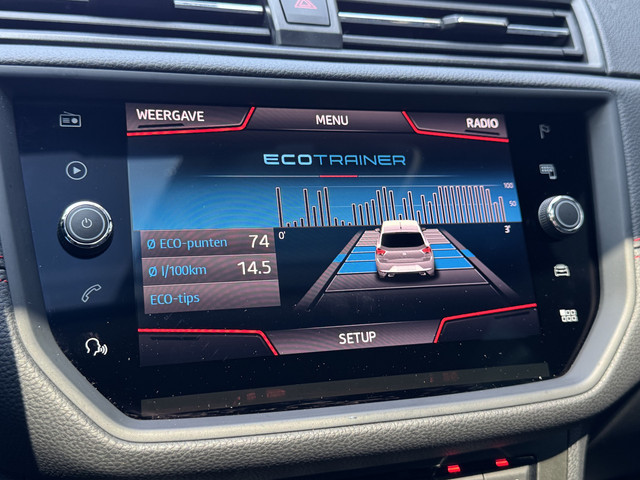 WEERGAVE MENU RADIO
ECOTRAINER
100
50
0' 3'
Ø ECO-punten 74
Ø l/100km 14.5
ECO-tips
SETUP